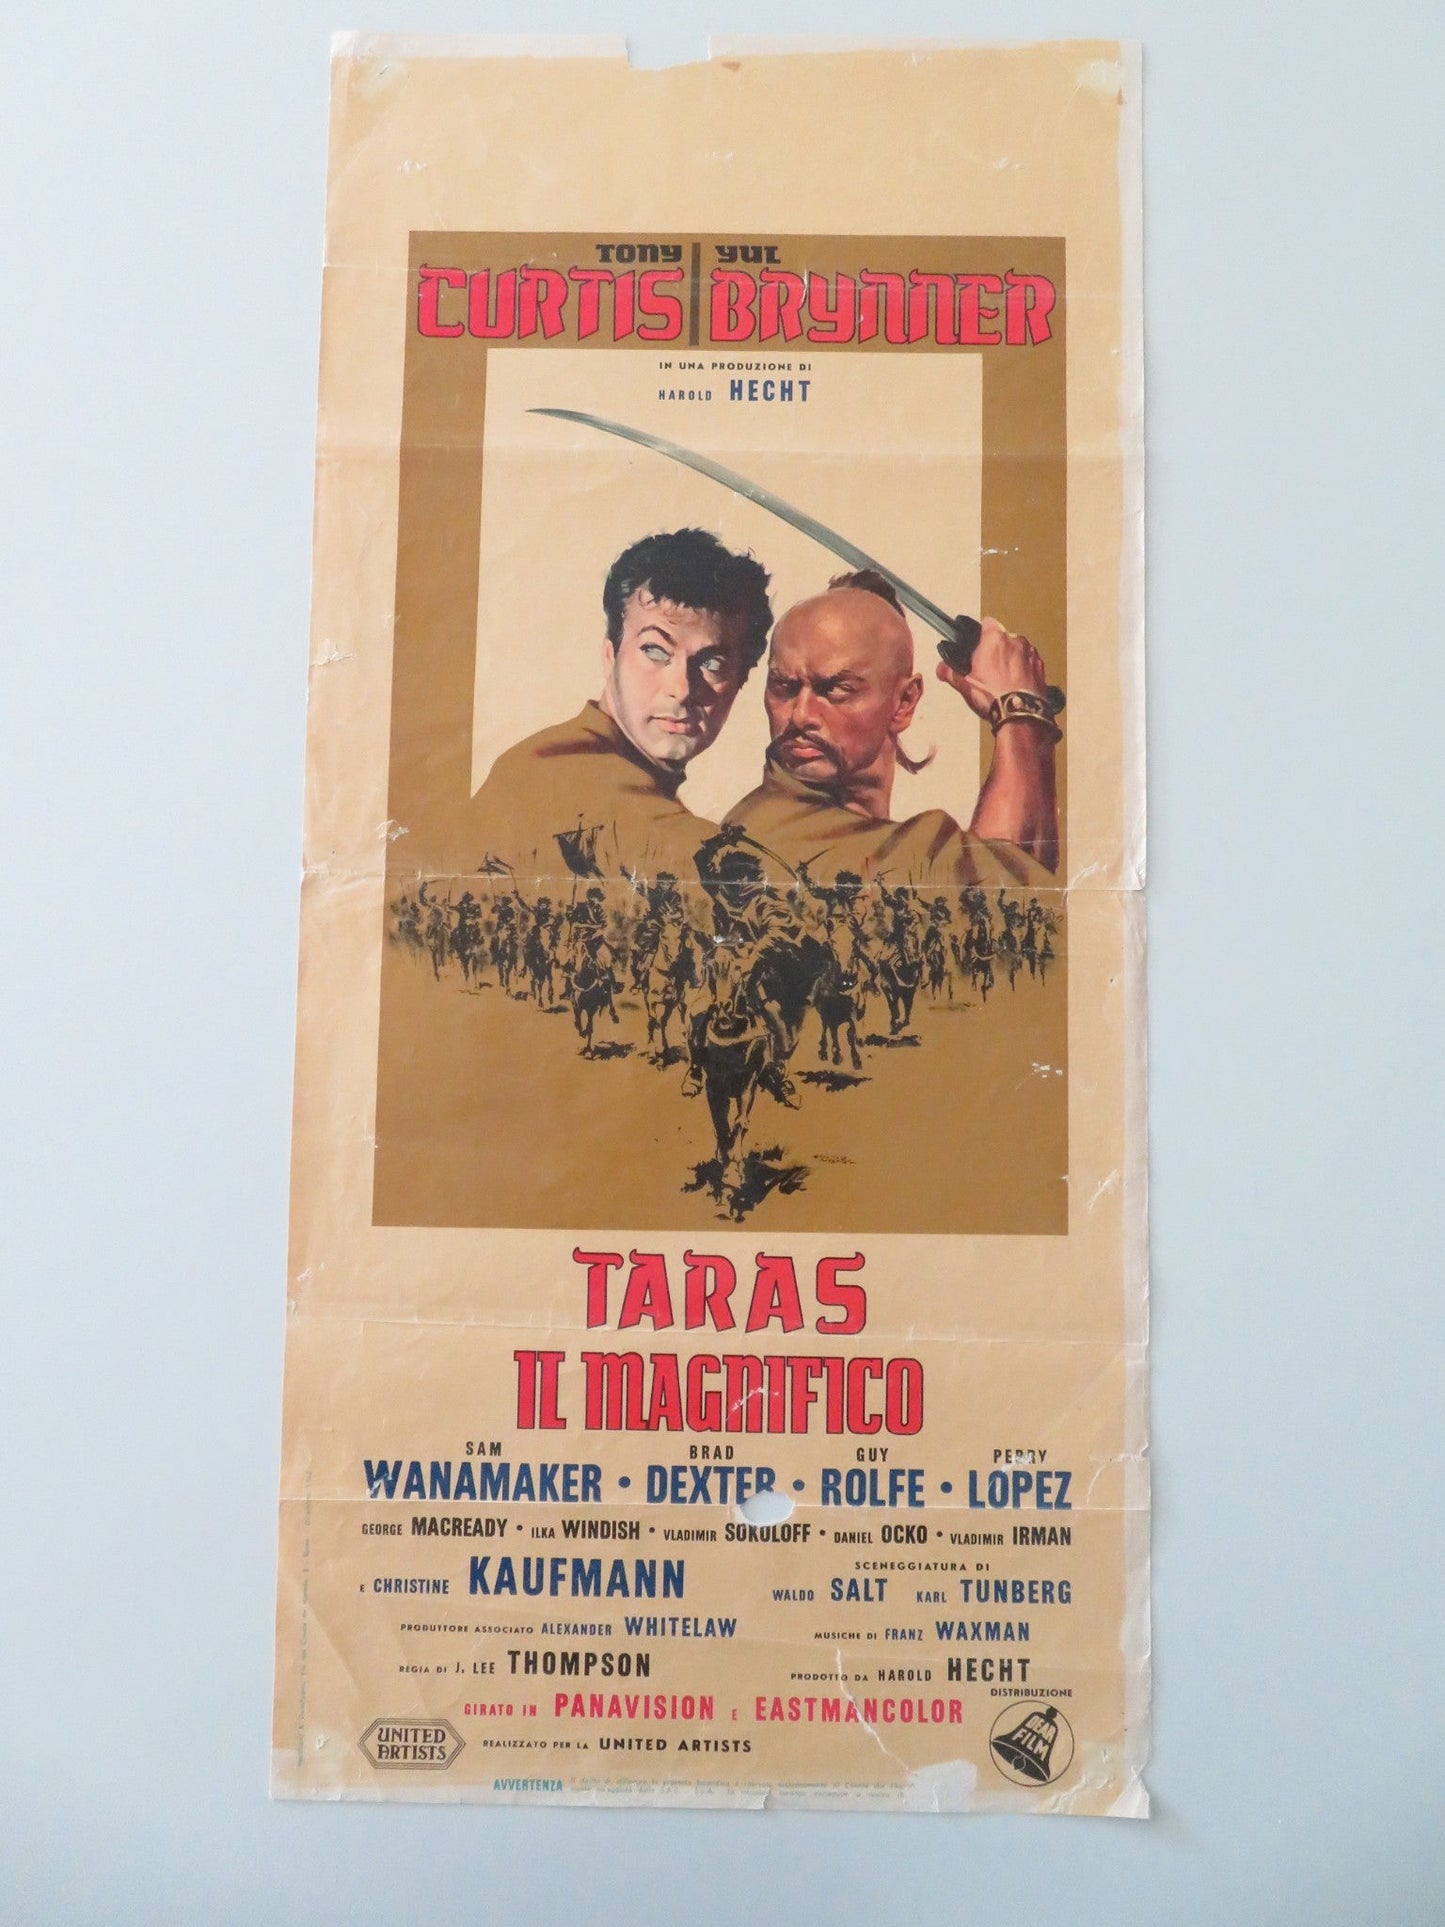 TONY YUL
CURTIS BRYNNER
IN UNA PRODUZIONE DI
HAROLD HECHT
TARAS
IL MAGNIFICO
SAM BRAD GUY PERRY
WANAMAKER • DEXTER • ROLFE • LOPEZ
GEORGE MACREADY • ILKA WINDISH • VLADIMIR SOKOLOFF • DANIEL OCKO • VLADIMIR IRMAN
E CHRISTINE KAUFMANN
SCENEGGIATURA DI
WALDO SALT KARL TUNBERG
PRODUTTORE ASSOCIATO ALEXANDER WHITELAW
MUSICHE DI FRANZ WAXMAN
REGIA DI J. LEE THOMPSON
PRODOTTO DA HAROLD HECHT
GIRATO IN PANAVISION E EASTMANCOLOR
DISTRIBUZIONE
DEAR
FILM
UNITED
ARTISTS
REALIZZATO PER LA UNITED ARTISTS
AVVERTENZA